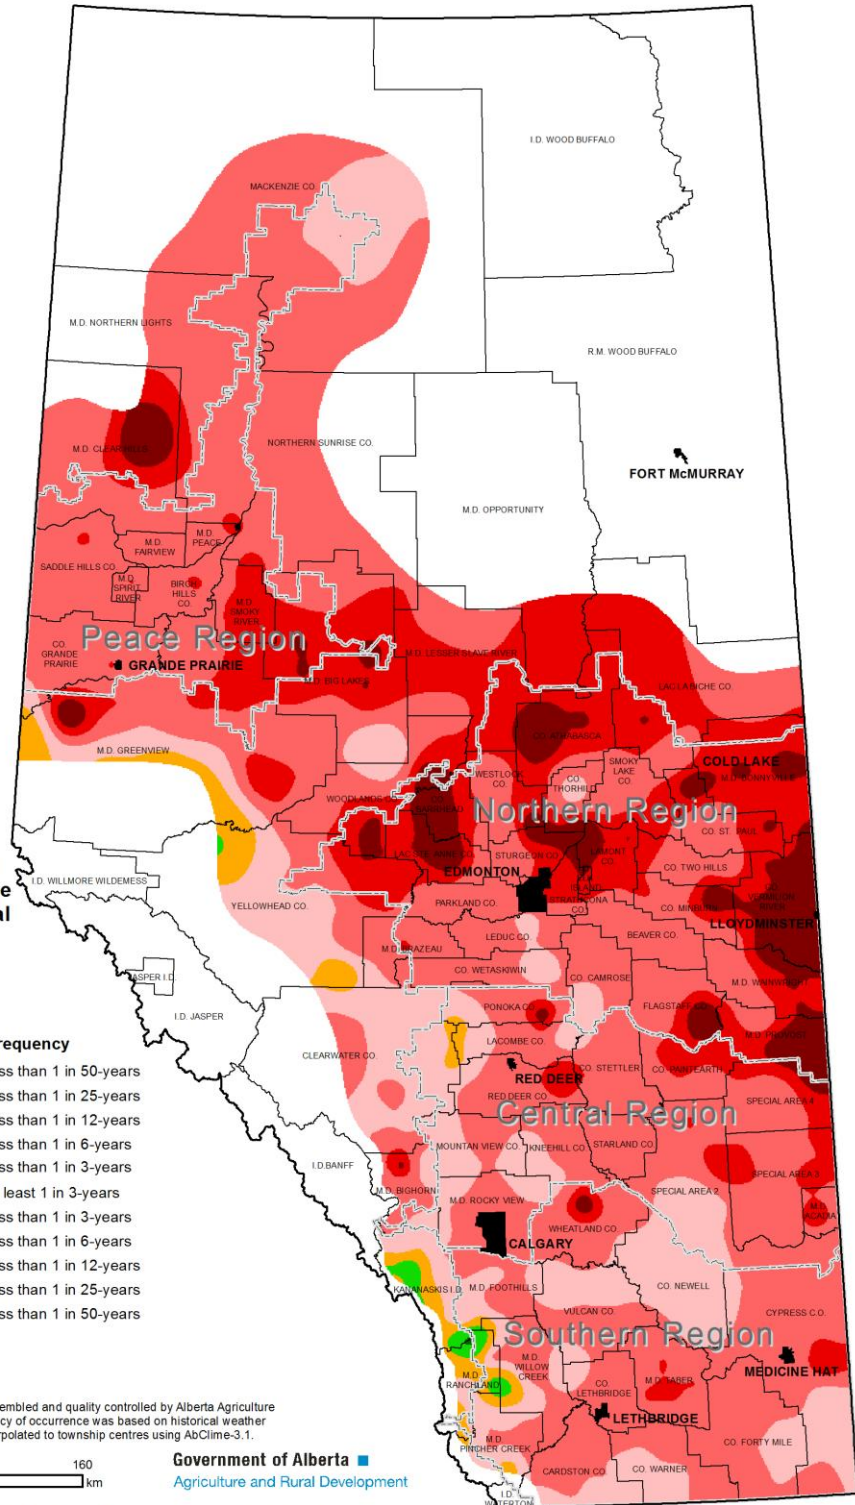 I.D. WOOD BUFFALO
MACKENZIE CO.
M.D. NORTHERN LIGHTS
R.M. WOOD BUFFALO
M.D. CLEAR HILLS
NORTHERN SUNRISE CO.
FORT McMURRAY
M.D. OPPORTUNITY
M.D.
FAIRVIEW
M.D.
PEACE
SADDLE HILLS CO.
M.D.
SPIRIT
RIVER
BIRCH
HILLS
CO.
M.D.
SMOKY
RIVER
Peace Region
CO.
GRANDE
PRAIRIE
GRANDE PRAIRIE
M.D. LESSER SLAVE RIVER
M.D. BIG LAKES
LAC LA BICHE CO.
M.D. GREENVIEW
CO. ATHABASCA
COLD LAKE
M.D. BONNYVILLE
WESTLOCK
CO.
SMOKY
LAKE
CO.
CO.
THORHILD
WOODLANDS CO.
CO.
BARRHEAD
Northern Region
CO. ST. PAUL
LAC STE. ANNE CO.
STURGEON CO.
LAMONT
CO.
CO. TWO HILLS
EDMONTON
I.D. WILLMORE WILDERNESS
YELLOWHEAD CO.
PARKLAND CO.
ISLAND
STRATHCONA
CO.
CO. MINBURN
CO.
VERMILION
RIVER
LLOYDMINSTER
LEDUC CO.
BEAVER CO.
M.D. BRAZEAU
CO. WETASKIWIN
CO. CAMROSE
M.D. WAINWRIGHT
JASPER I.D.
I.D. JASPER
PONOKA CO.
FLAGSTAFF CO.
M.D. PROVOST
CLEARWATER CO.
LACOMBE CO.
RED DEER
CO. STETTLER
CO. PAINTEARTH
RED DEER CO.
SPECIAL AREA 4
Central Region
MOUNTAIN VIEW CO.
KNEEHILL CO.
STARLAND CO.
I.D. BANFF
SPECIAL AREA 3
M.D. BIGHORN
M.D. ROCKY VIEW
SPECIAL AREA 2
M.D.
ACADIA
WHEATLAND CO.
CALGARY
KANANASKIS I.D.
M.D. FOOTHILLS
CO. NEWELL
VULCAN CO.
CYPRESS C.O.
Southern Region
M.D.
WILLOW
CREEK
M.D.
RANCHLAND
MEDICINE HAT
CO.
LETHBRIDGE
M.D. TABER
LETHBRIDGE
M.D.
PINCHER CREEK
CO. FORTY MILE
CARDSTON CO.
CO. WARNER
I.D.
WATERTON
e
al
requency
ss than 1 in 50-years
ss than 1 in 25-years
ss than 1 in 12-years
ss than 1 in 6-years
ss than 1 in 3-years
least 1 in 3-years
ss than 1 in 3-years
ss than 1 in 6-years
ss than 1 in 12-years
ss than 1 in 25-years
ss than 1 in 50-years
embled and quality controlled by Alberta Agriculture
cy of occurrence was based on historical weather
rpolated to township centres using AbClime-3.1.
160
km
Government of Alberta
Agriculture and Rural Development